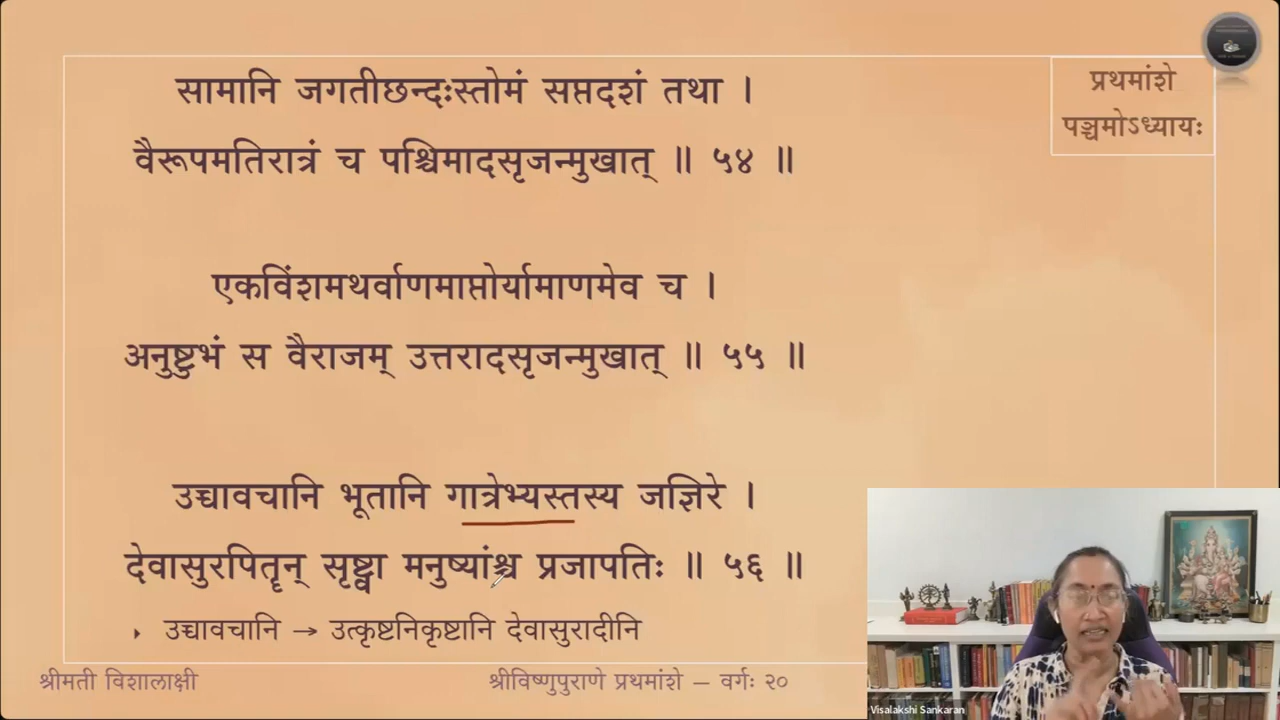 सामानि जगतीछन्दःस्तोमं सप्तदशं तथा ।
वैरूपमतिरात्रं च पश्चिमादसृजन्मुखात् ॥ ५४ ॥
एकविंशमथर्वाणमाप्तोर्यामाणमेव च ।
अनुष्टुभं स वैराजम् उत्तरादसृजन्मुखात् ॥ ५५ ॥
उच्चावचानि भूतानि गात्रेभ्यस्तस्य जज्ञिरे ।
देवासुरपितॄन् सृष्ट्वा मनुष्यांश्च प्रजापतिः ॥ ५६ ॥
उच्चावचानि → उत्कृष्टनिकृष्टानि देवासुरादीनि
प्रथमांशे
पञ्चमोऽध्यायः
श्रीमती विशालाक्षी
श्रीविष्णुपुराणे प्रथमांशे – वर्गः २०
Visalakshi Sankaran